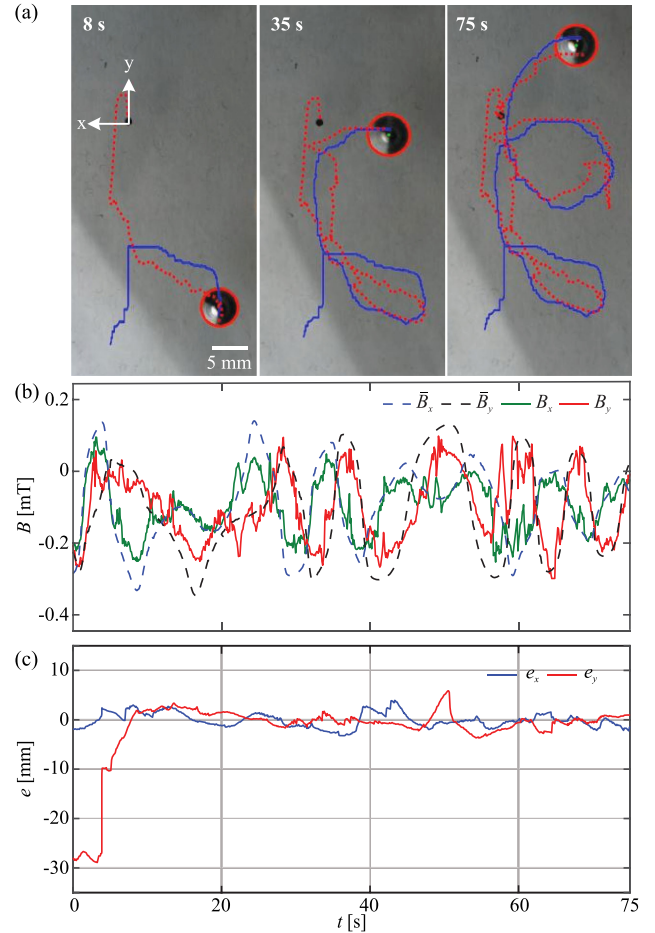 (a)
8 s 35 s 75 s
y
x
5 mm
(b)
0.2
B̄x B̄y Bx By
0
B [mT]
-0.2
-0.4
(c)
10
ex ey
0
e [mm]
-10
-20
-30
0 20 40 60 75
t [s]